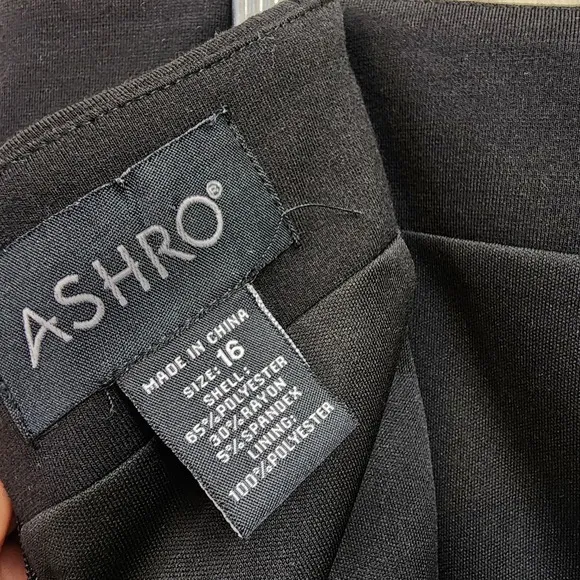 ASHRO®
MADE IN CHINA
SIZE: 16
SHELL:
65%POLYESTER
30%RAYON
5%SPANDEX
LINING:
100%POLYESTER